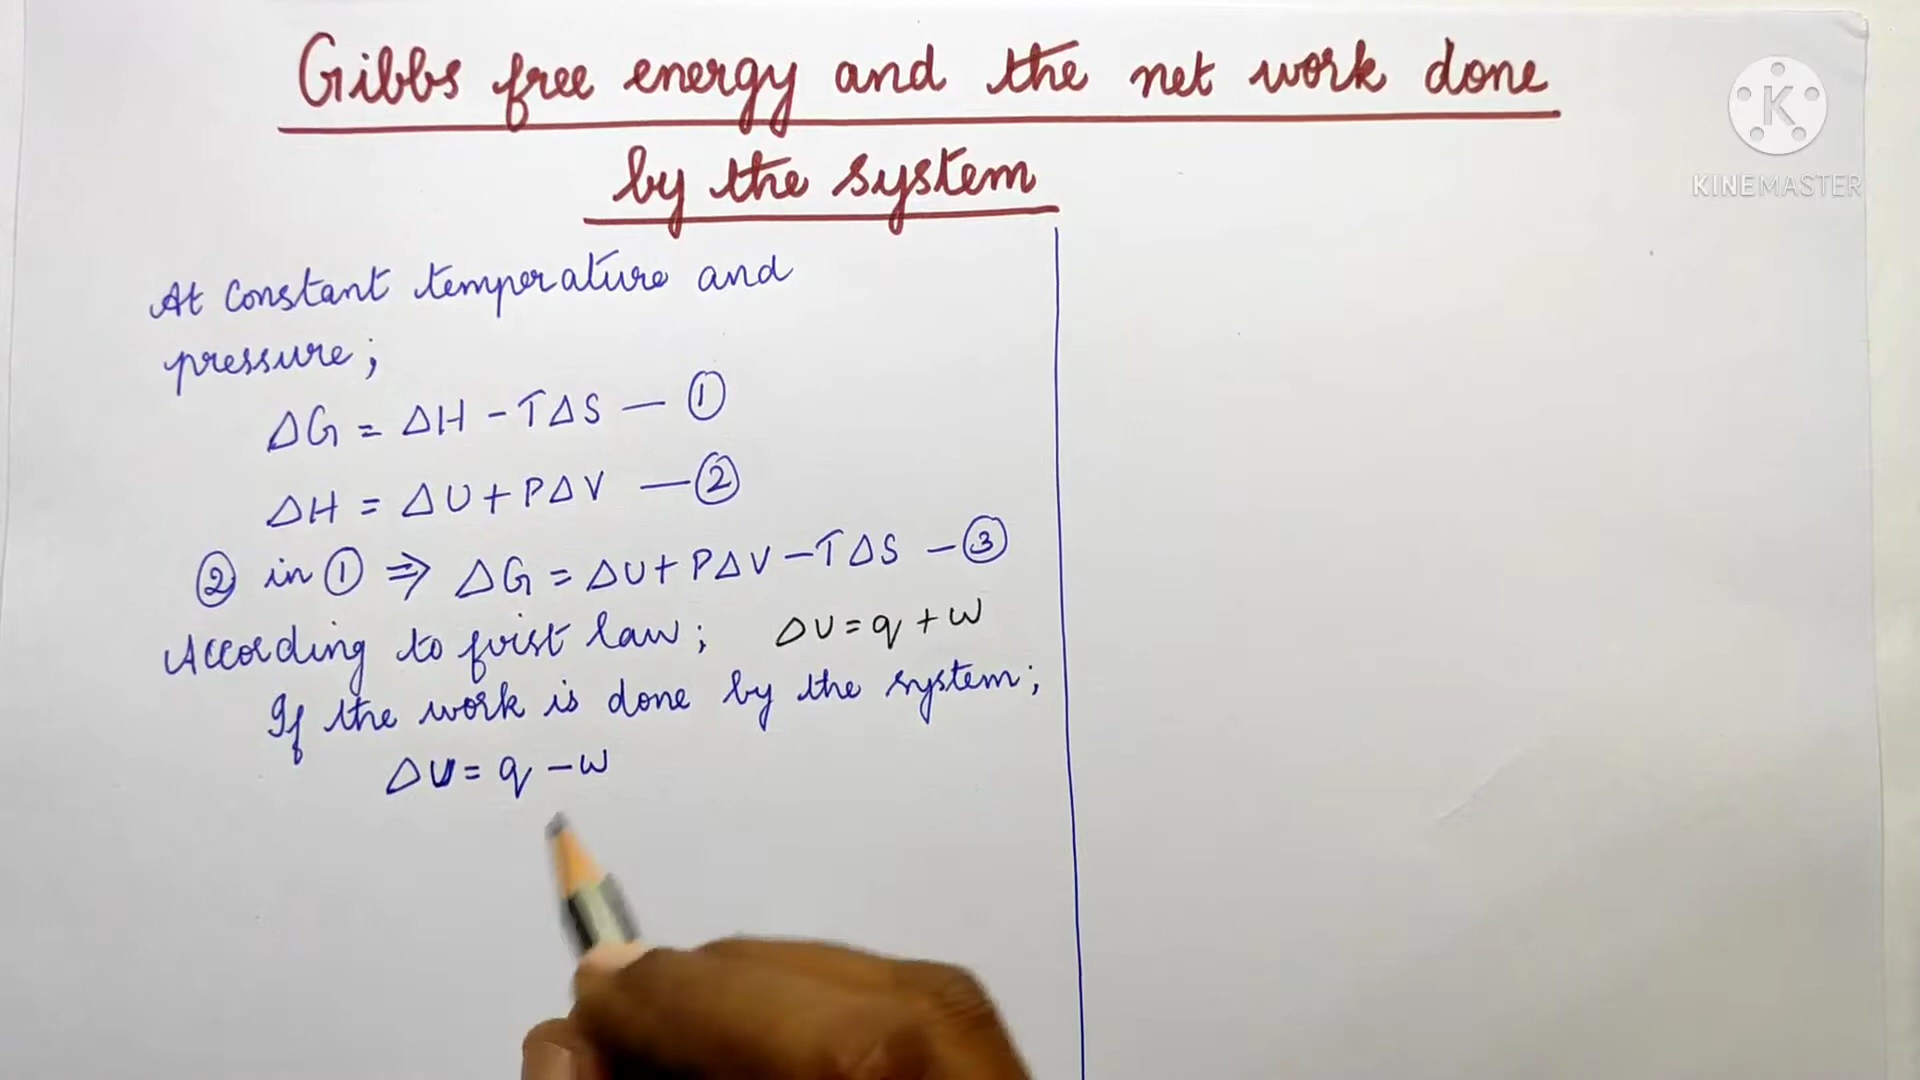 Gibbs free energy and the net work done
by the system
At constant temperature and
pressure;
ΔG = ΔH - TΔS — ①
ΔH = ΔU + PΔV — ②
② in ① ⇒ ΔG = ΔU + PΔV - TΔS - ③
According to first law; ΔU = q + w
If the work is done by the system;
ΔU = q - w
K
KINEMASTER